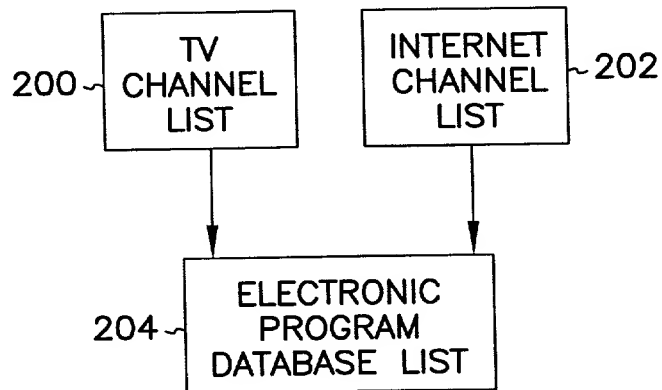 200
TV
CHANNEL
LIST
INTERNET
CHANNEL
LIST
202
204
ELECTRONIC
PROGRAM
DATABASE LIST